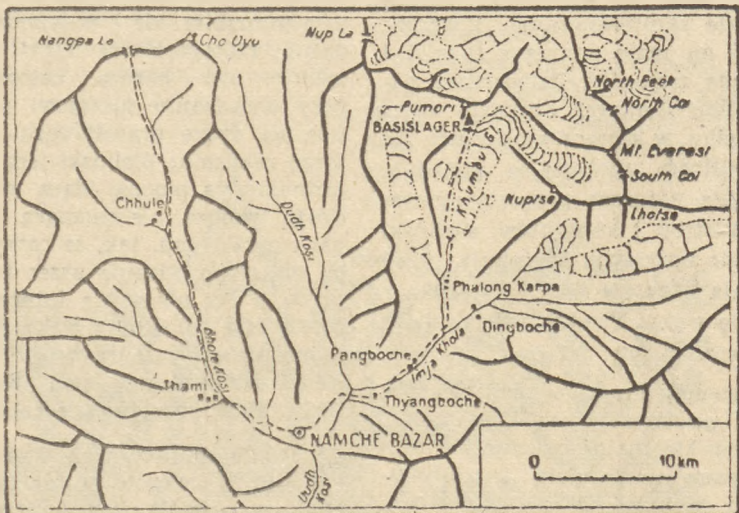 Nangpa La
Cho Uyu
Nup La
North Peak
North Col
Pumori
BASISLAGER
Mt. Everest
South Col
Khumbu G.
Nuptse
Lhotse
Chhule
Dudh Kosi
Phalong Karpa
Dingboche
Bhote Kosi
Pangboche
Imja Khola
Thami
Thyangboche
NAMCHE BAZAR
Dudh Kosi
0 10 km